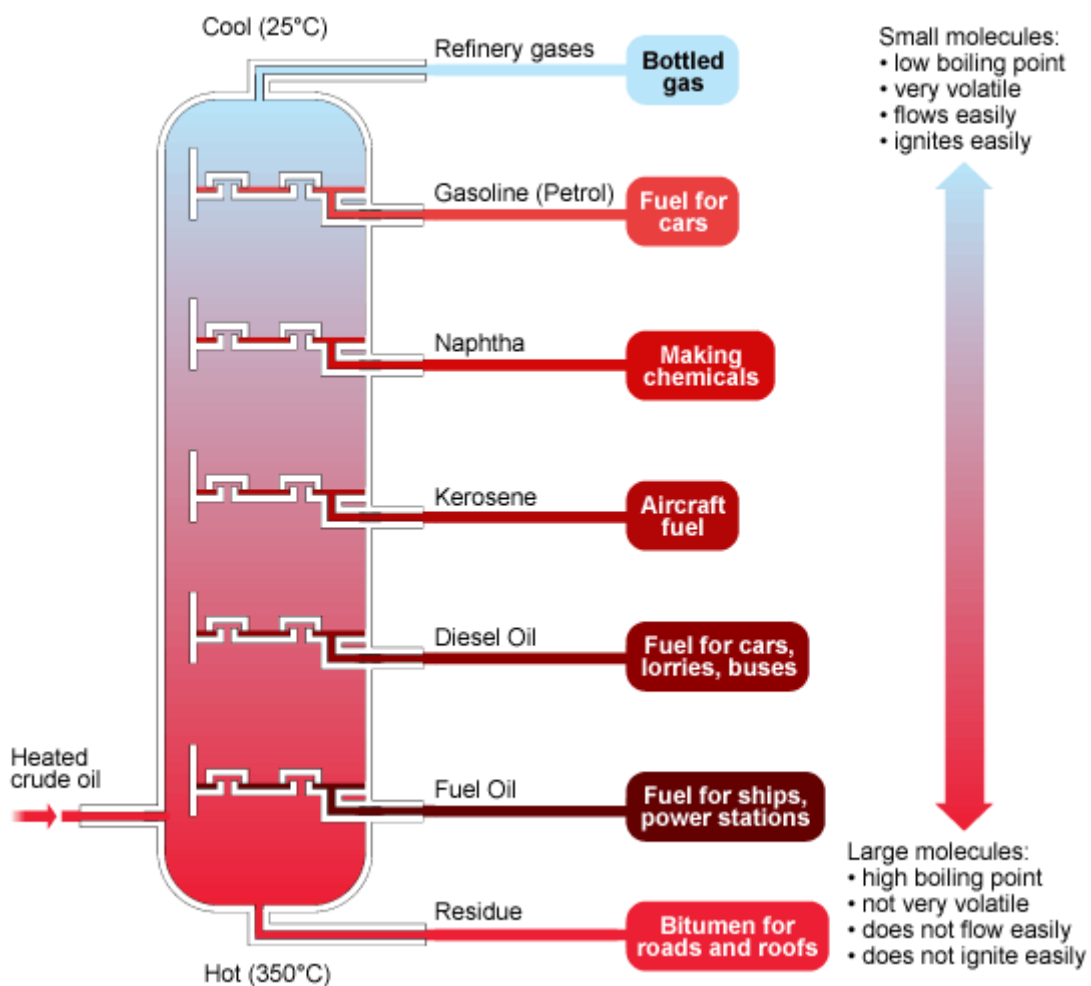 Cool (25°C)
Refinery gases
Bottled
gas
Small molecules:
• low boiling point
• very volatile
• flows easily
• ignites easily
Gasoline (Petrol)
Fuel for
cars
Naphtha
Making
chemicals
Kerosene
Aircraft
fuel
Diesel Oil
Fuel for cars,
lorries, buses
Heated
crude oil
Fuel Oil
Fuel for ships,
power stations
Large molecules:
• high boiling point
• not very volatile
• does not flow easily
• does not ignite easily
Residue
Bitumen for
roads and roofs
Hot (350°C)